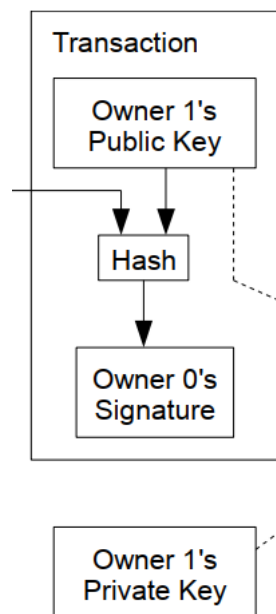 Transaction
Owner 1's
Public Key
Hash
Owner 0's
Signature
Owner 1's
Private Key